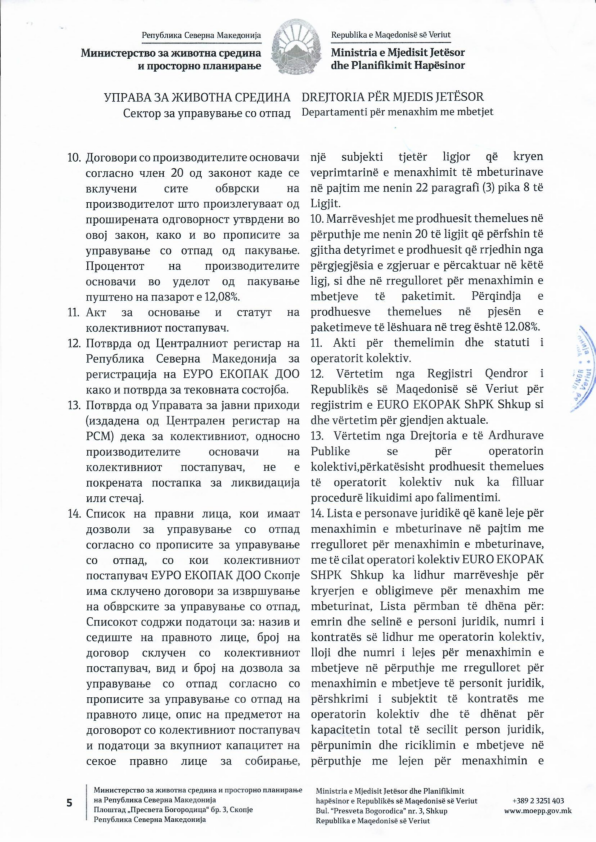 Република Северна Македонија
Министерство за животна средина
и просторно планирање
Republika e Maqedonisë së Veriut
Ministria e Mjedisit Jetësor
dhe Planifikimit Hapësinor
УПРАВА ЗА ЖИВОТНА СРЕДИНА
Сектор за управување со отпад
DREJTORIA PËR MJEDIS JETËSOR
Departamenti për menaxhim me mbetjet
10. Договори со производителите основачи
согласно член 20 од законот каде се
вклучени сите обврски на
производителот што произлегуваат од
проширената одговорност утврдени во
овој закон, како и во прописите за
управување со отпад од пакување.
Процентот на производителите
основачи во уделот од пакување
пуштено на пазарот е 12,08%.
11. Акт за основање и статут на
колективниот постапувач.
12. Потврда од Централниот регистар на
Република Северна Македонија за
регистрација на ЕУРО ЕКОПАК ДОО
како и потврда за тековната состојба.
13. Потврда од Управата за јавни приходи
(издадена од Централен регистар на
РСМ) дека за колективниот, односно
производителите основачи на
колективниот постапувач, не е
покрената постапка за ликвидација
или стечај.
14. Список на правни лица, кои имаат
дозволи за управување со отпад
согласно со прописите за управување
со отпад, со кои колективниот
постапувач ЕУРО ЕКОПАК ДОО Скопје
има склучено договори за извршување
на обврските за управување со отпад,
Списокот содржи податоци за: назив и
седиште на правното лице, број на
договор склучен со колективниот
постапувач, вид и број на дозвола за
управување со отпад согласно со
прописите за управување со отпад на
правното лице, опис на предметот на
договорот со колективниот постапувач
и податоци за вкупниот капацитет на
секое правно лице за собирање,
një subjekti tjetër ligjor që kryen
veprimtarinë e menaxhimit të mbeturinave
në pajtim me nenin 22 paragrafi (3) pika 8 të
Ligjit.
10. Marrëveshjet me prodhuesit themelues në
përputhje me nenin 20 të ligjit që përfshin të
gjitha detyrimet e prodhuesit që rrjedhin nga
përgjegjësia e zgjeruar e përcaktuar në këtë
ligj, si dhe në rregulloret për menaxhimin e
mbetjeve të paketimit. Përqindja e
prodhuesve themelues në pjesën e
paketimeve të lëshuara në treg është 12.08%.
11. Akti për themelimin dhe statuti i
operatorit kolektiv.
12. Vërtetim nga Regjistri Qendror i
Republikës së Maqedonisë së Veriut për
regjistrim e EURO EKOPAK ShPK Shkup si
dhe vërtetim për gjendjen aktuale.
13. Vërtetim nga Drejtoria e të Ardhurave
Publike se për operatorin
kolektivi,përkatësisht prodhuesit themelues
të operatorit kolektiv nuk ka filluar
procedurë likuidimi apo falimentimi.
14. Lista e personave juridikë që kanë leje për
menaxhimin e mbeturinave në pajtim me
rregulloret për menaxhimin e mbeturinave,
me të cilat operatori kolektiv EURO EKOPAK
SHPK Shkup ka lidhur marrëveshje për
kryerjen e obligimeve për menaxhim me
mbeturinat, Lista përmban të dhëna për:
emrin dhe selinë e personi juridik, numri i
kontratës së lidhur me operatorin kolektiv,
lloji dhe numri i lejes për menaxhimin e
mbetjeve në përputhje me rregulloret për
menaxhimin e mbetjeve të personit juridik,
përshkrimi i subjektit të kontratës me
operatorin kolektiv dhe të dhënat për
kapacitetin total të secilit person juridik,
përpunimin dhe riciklimin e mbetjeve në
përputhje me lejen për menaxhimin e
5
Министерство за животна средина и просторно планирање
на Република Северна Македонија
Плоштад „Пресвета Богородица“ бр. 3, Скопје
Република Северна Македонија
Ministria e Mjedisit Jetësor dhe Planifikimit
hapësinor e Republikës së Maqedonisë së Veriut
Bul. “Presveta Bogorodica” nr. 3, Shkup
Republika e Maqedonisë së Veriut
+389 2 3251 403
www.moepp.gov.mk